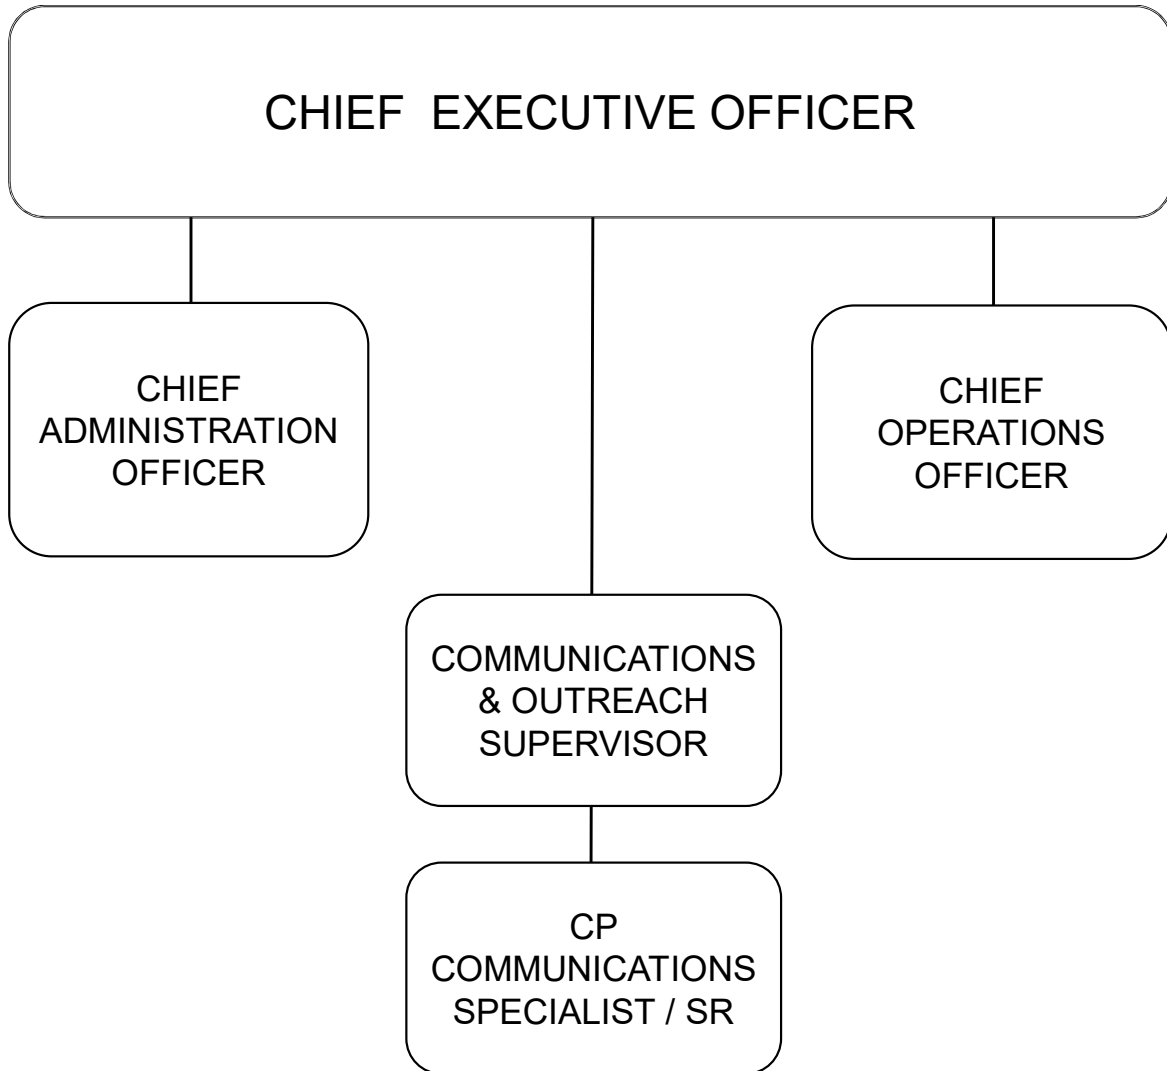 CHIEF  EXECUTIVE OFFICER
CHIEF
ADMINISTRATION
OFFICER
CHIEF
OPERATIONS
OFFICER
COMMUNICATIONS
& OUTREACH
SUPERVISOR
CP
COMMUNICATIONS
SPECIALIST / SR